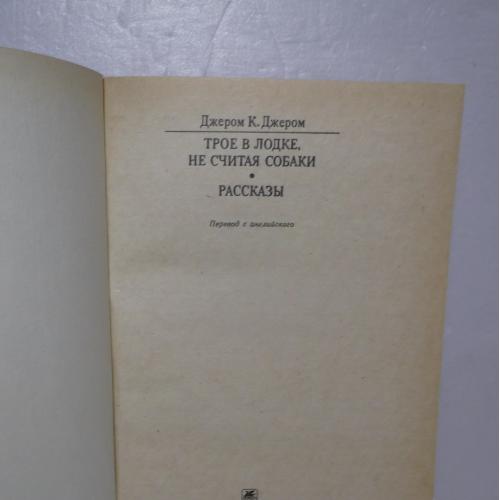 Джером К. Джером
ТРОЕ В ЛОДКЕ,
НЕ СЧИТАЯ СОБАКИ
•
РАССКАЗЫ
Перевод с английского